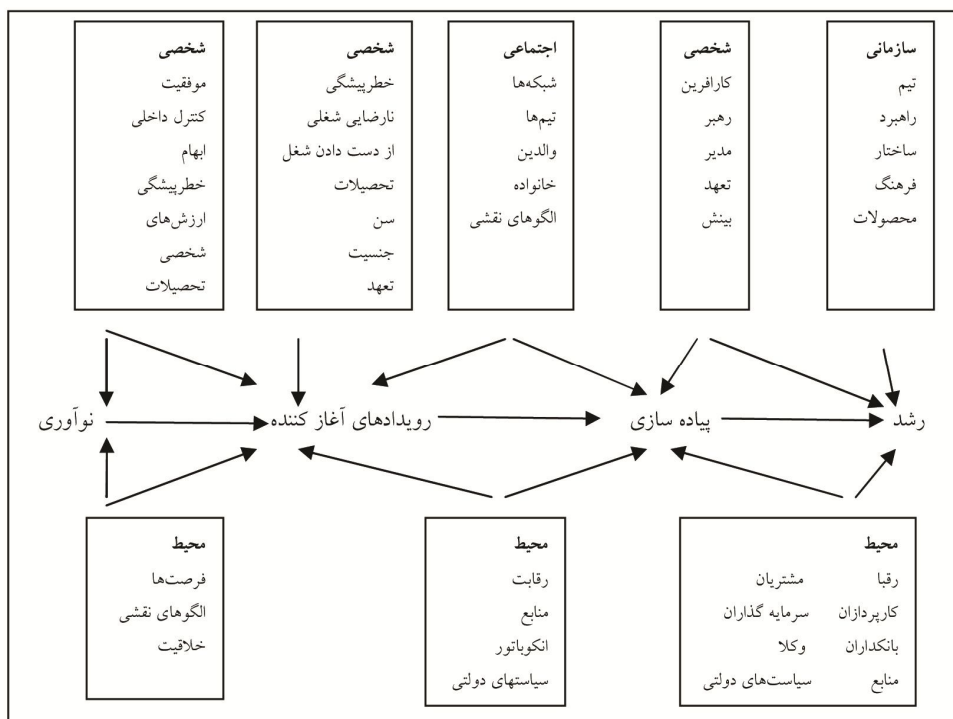 شخصی
موفقیت
کنترل داخلی
ابهام
خطرپیشگی
ارزش‌های
شخصی
تحصیلات
شخصی
خطرپیشگی
نارضایی شغلی
از دست دادن شغل
تحصیلات
سن
جنسیت
تعهد
اجتماعی
شبکه‌ها
تیم‌ها
والدین
خانواده
الگوهای نقشی
شخصی
کارافرین
رهبر
مدیر
تعهد
بینش
سازمانی
تیم
راهبرد
ساختار
فرهنگ
محصولات
نوآوری
رویدادهای آغاز کننده
پیاده سازی
رشد
محیط
فرصت‌ها
الگوهای نقشی
خلاقیت
محیط
رقابت
منابع
انکوباتور
سیاستهای دولتی
محیط
رقبا مشتریان
کارپردازان سرمایه گذاران
بانکداران وکلا
منابع سیاست‌های دولتی